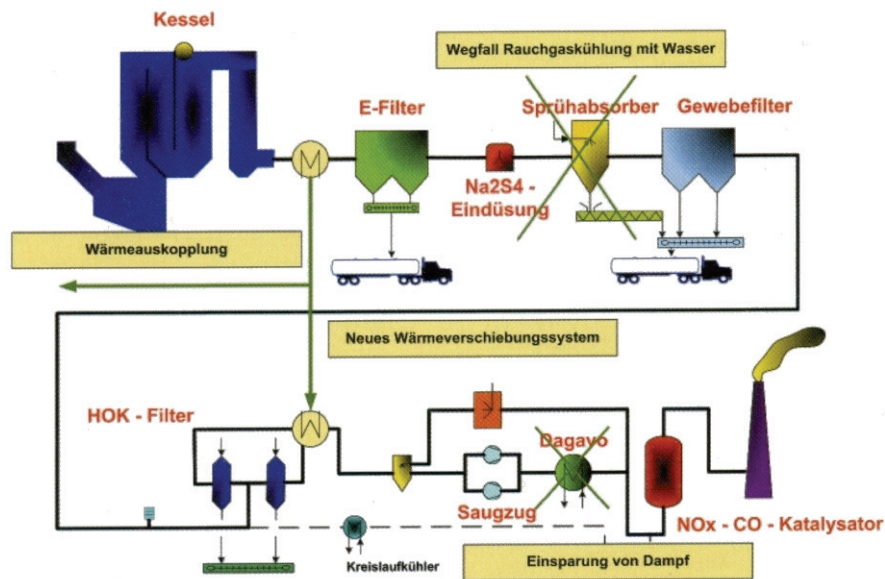 Kessel
Wegfall Rauchgaskühlung mit Wasser
E-Filter
Sprühabsorber
Gewebefilter
Na2S4 -
Eindüsung
Wärmeauskopplung
Neues Wärmeverschiebungssystem
HOK - Filter
Dagavo
Saugzug
NOx - CO - Katalysator
Kreislaufkühler
Einsparung von Dampf